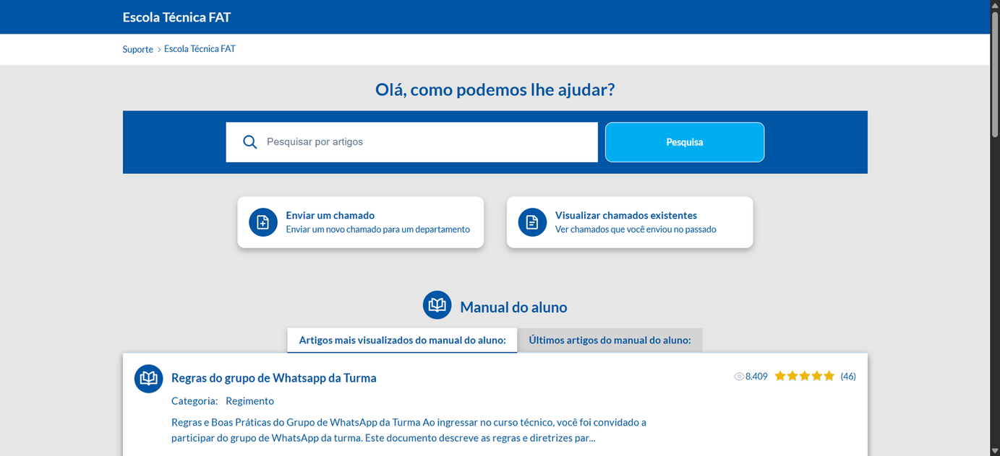 Escola Técnica FAT
Suporte > Escola Técnica FAT
Olá, como podemos lhe ajudar?
Pesquisar por artigos
Pesquisa
Enviar um chamado
Enviar um novo chamado para um departamento
Visualizar chamados existentes
Ver chamados que você enviou no passado
Manual do aluno
Artigos mais visualizados do manual do aluno:
Últimos artigos do manual do aluno:
Regras do grupo de Whatsapp da Turma
8.409
(46)
Categoria: Regimento
Regras e Boas Práticas do Grupo de WhatsApp da Turma Ao ingressar no curso técnico, você foi convidado a
participar do grupo de WhatsApp da turma. Este documento descreve as regras e diretrizes par...